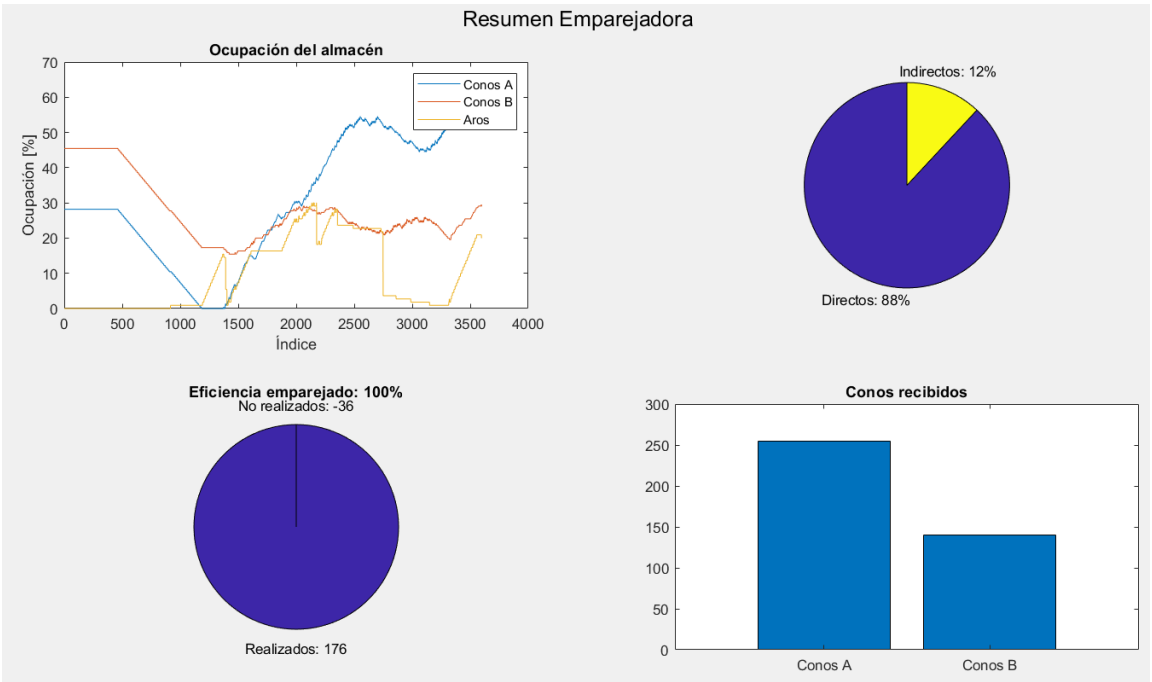 Resumen Emparejadora
Ocupación del almacén
Ocupación [%]
70
60
50
40
30
20
10
0
0 500 1000 1500 2000 2500 3000 3500 4000
Índice
Conos A
Conos B
Aros
Indirectos: 12%
Directos: 88%
Eficiencia emparejado: 100%
No realizados: -36
Realizados: 176
Conos recibidos
300
250
200
150
100
50
0
Conos A Conos B